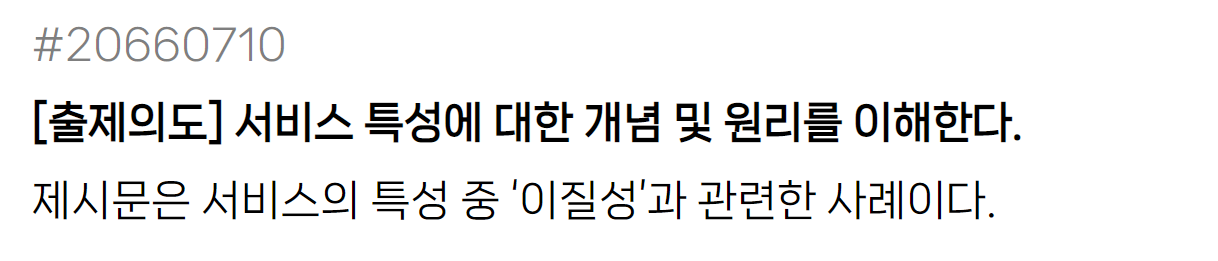 #20660710
[출제의도] 서비스 특성에 대한 개념 및 원리를 이해한다.
제시문은 서비스의 특성 중 '이질성'과 관련한 사례이다.